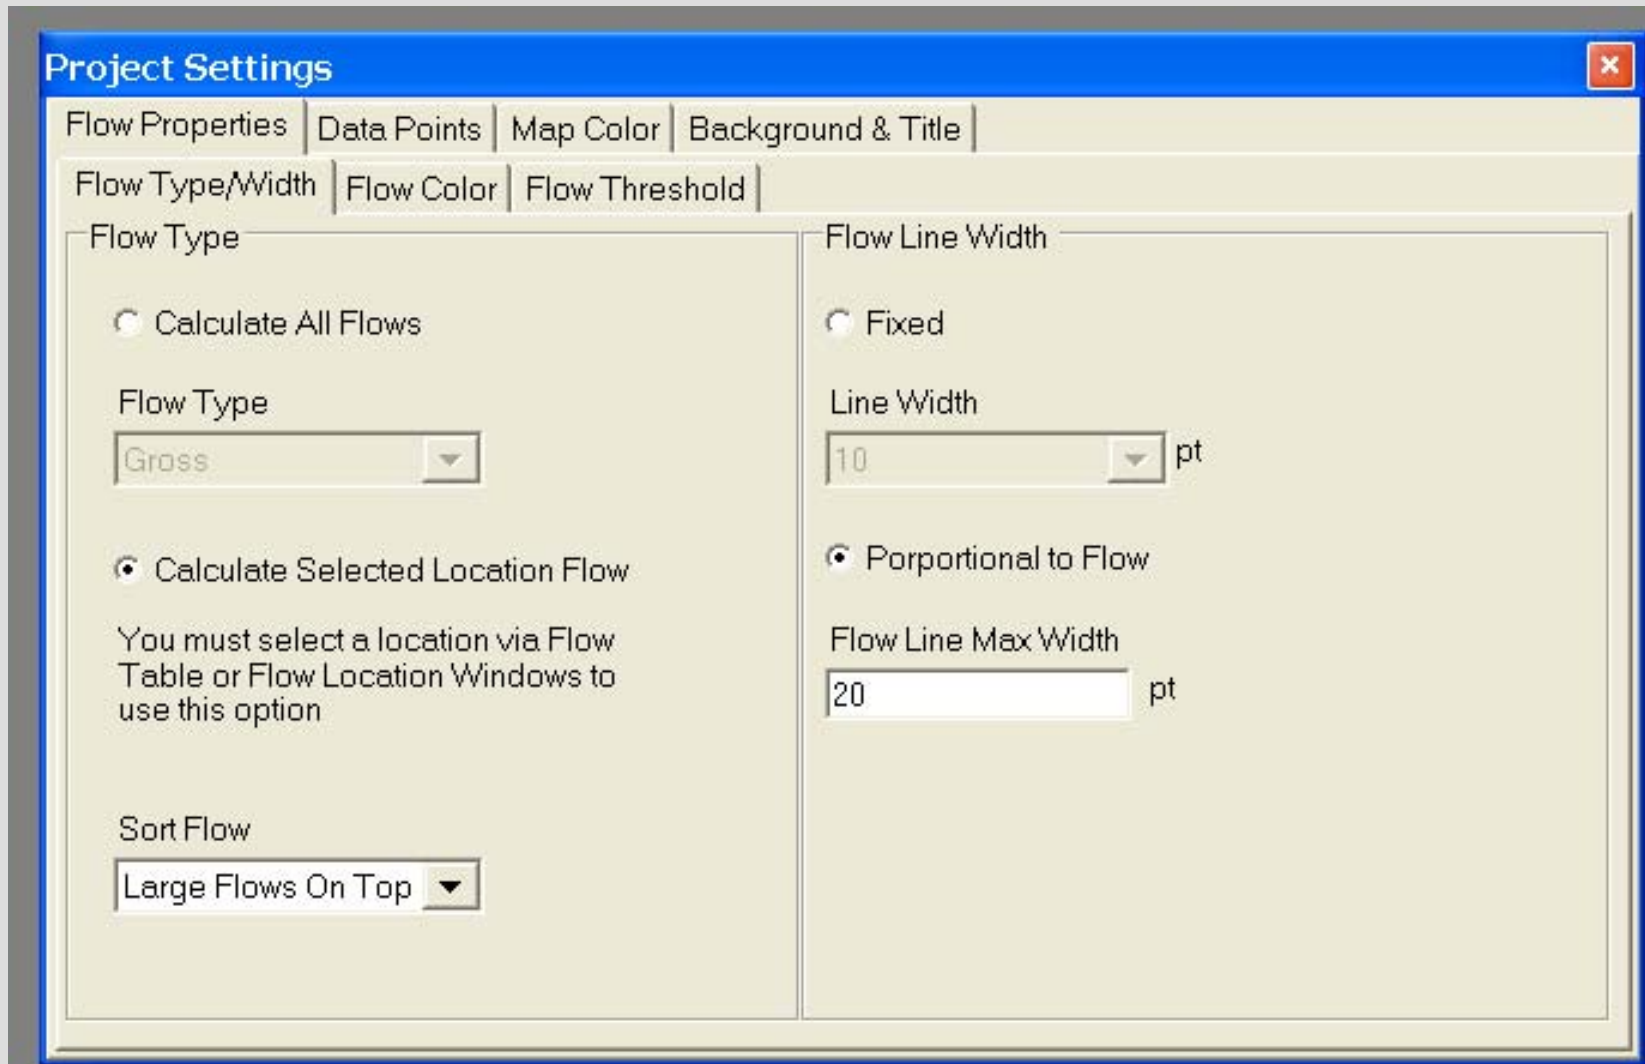 Project Settings
Flow Properties Data Points Map Color Background & Title
Flow Type/Width Flow Color Flow Threshold
Flow Type
Calculate All Flows
Flow Type
Gross
Calculate Selected Location Flow
You must select a location via Flow
Table or Flow Location Windows to
use this option
Sort Flow
Large Flows On Top
Flow Line Width
Fixed
Line Width
10 pt
Porportional to Flow
Flow Line Max Width
20 pt